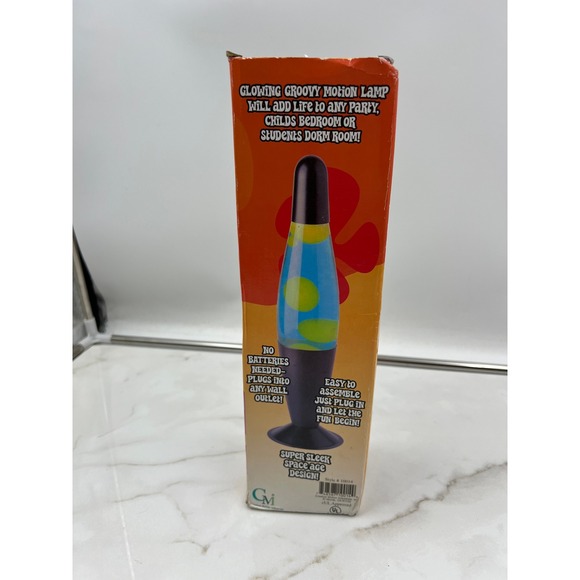 GLOWING GROOVY MOTION LAMP
WILL ADD LIFE TO ANY PARTY,
CHILDS BEDROOM OR
STUDENTS DORM ROOM!
NO
BATTERIES
NEEDED-
PLUGS INTO
ANY WALL
OUTLET!
EASY TO
ASSEMBLE
JUST PLUG IN
AND LET THE
FUN BEGIN!
SUPER SLEEK
SPACE AGE
DESIGN!
GM
UL